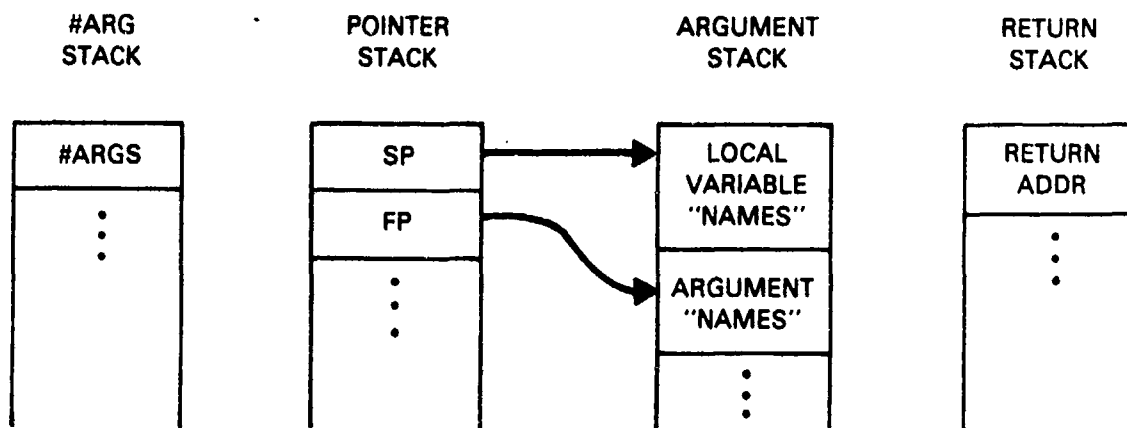 #ARG
STACK
POINTER
STACK
ARGUMENT
STACK
RETURN
STACK
#ARGS
SP
FP
LOCAL
VARIABLE
"NAMES"
ARGUMENT
"NAMES"
RETURN
ADDR